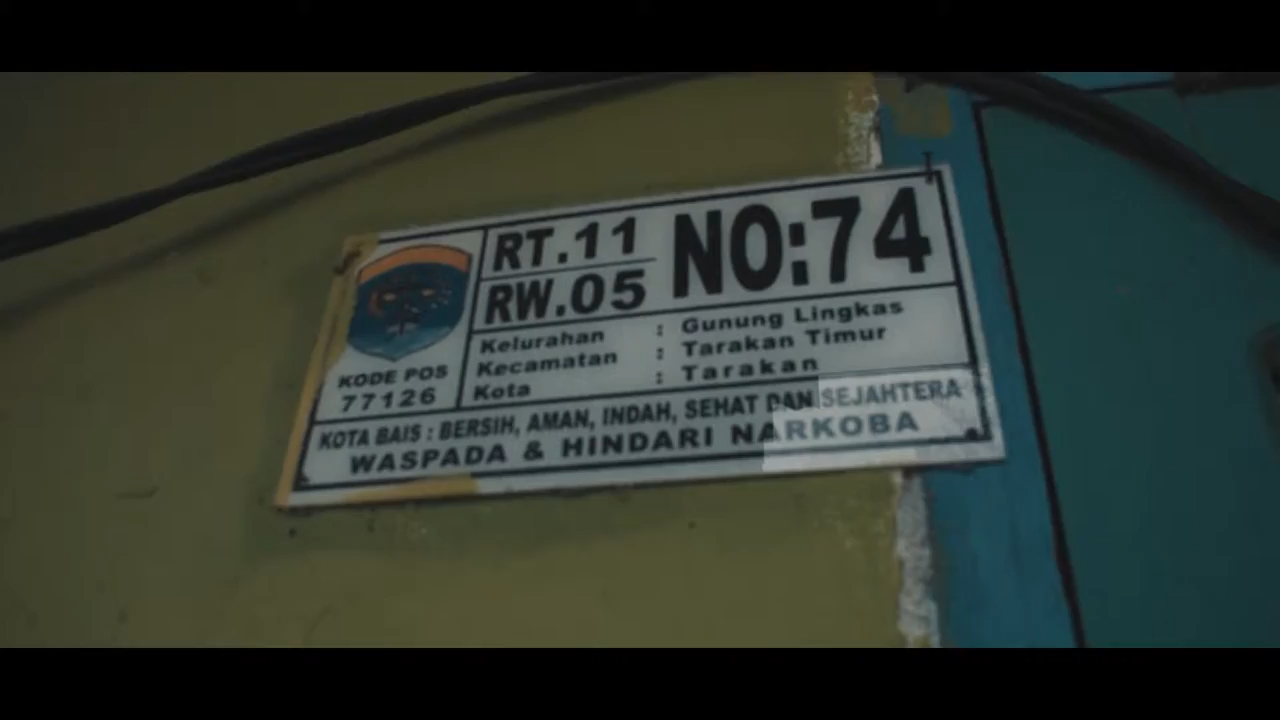 RT.11
RW.05
NO:74
Kelurahan : Gunung Lingkas
Kecamatan : Tarakan Timur
Kota : Tarakan
KODE POS
77126
KOTA BAIS : BERSIH, AMAN, INDAH, SEHAT DAN SEJAHTERA
WASPADA & HINDARI NARKOBA